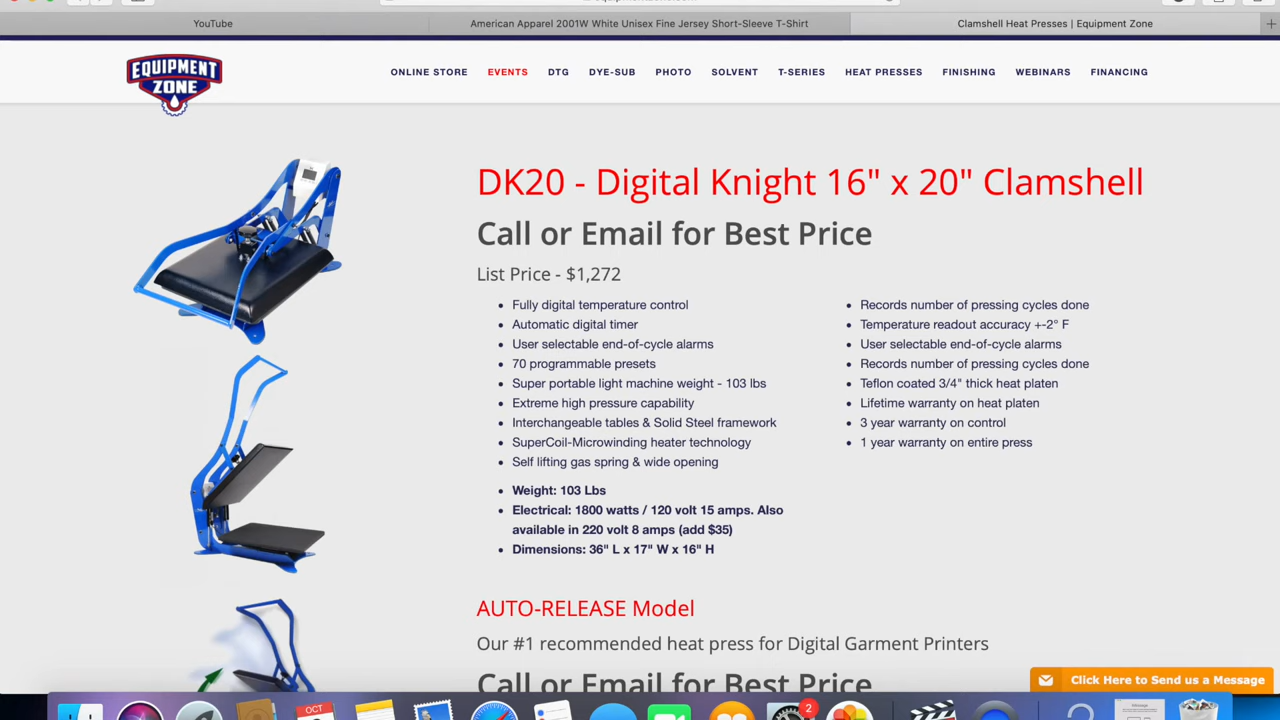 YouTube
American Apparel 2001W White Unisex Fine Jersey Short-Sleeve T-Shirt
Clamshell Heat Presses | Equipment Zone
EQUIPMENT
ZONE
ONLINE STORE
EVENTS
DTG
DYE-SUB
PHOTO
SOLVENT
T-SERIES
HEAT PRESSES
FINISHING
WEBINARS
FINANCING
DK20 - Digital Knight 16" x 20" Clamshell
Call or Email for Best Price
List Price - $1,272
Fully digital temperature control
Automatic digital timer
User selectable end-of-cycle alarms
70 programmable presets
Super portable light machine weight - 103 lbs
Extreme high pressure capability
Interchangeable tables & Solid Steel framework
SuperCoil-Microwinding heater technology
Self lifting gas spring & wide opening
Weight: 103 Lbs
Electrical: 1800 watts / 120 volt 15 amps. Also
available in 220 volt 8 amps (add $35)
Dimensions: 36" L x 17" W x 16" H
Records number of pressing cycles done
Temperature readout accuracy +-2° F
User selectable end-of-cycle alarms
Records number of pressing cycles done
Teflon coated 3/4" thick heat platen
Lifetime warranty on heat platen
3 year warranty on control
1 year warranty on entire press
AUTO-RELEASE Model
Our #1 recommended heat press for Digital Garment Printers
Call or Email for Best Price
Click Here to Send us a Message
OCT
2